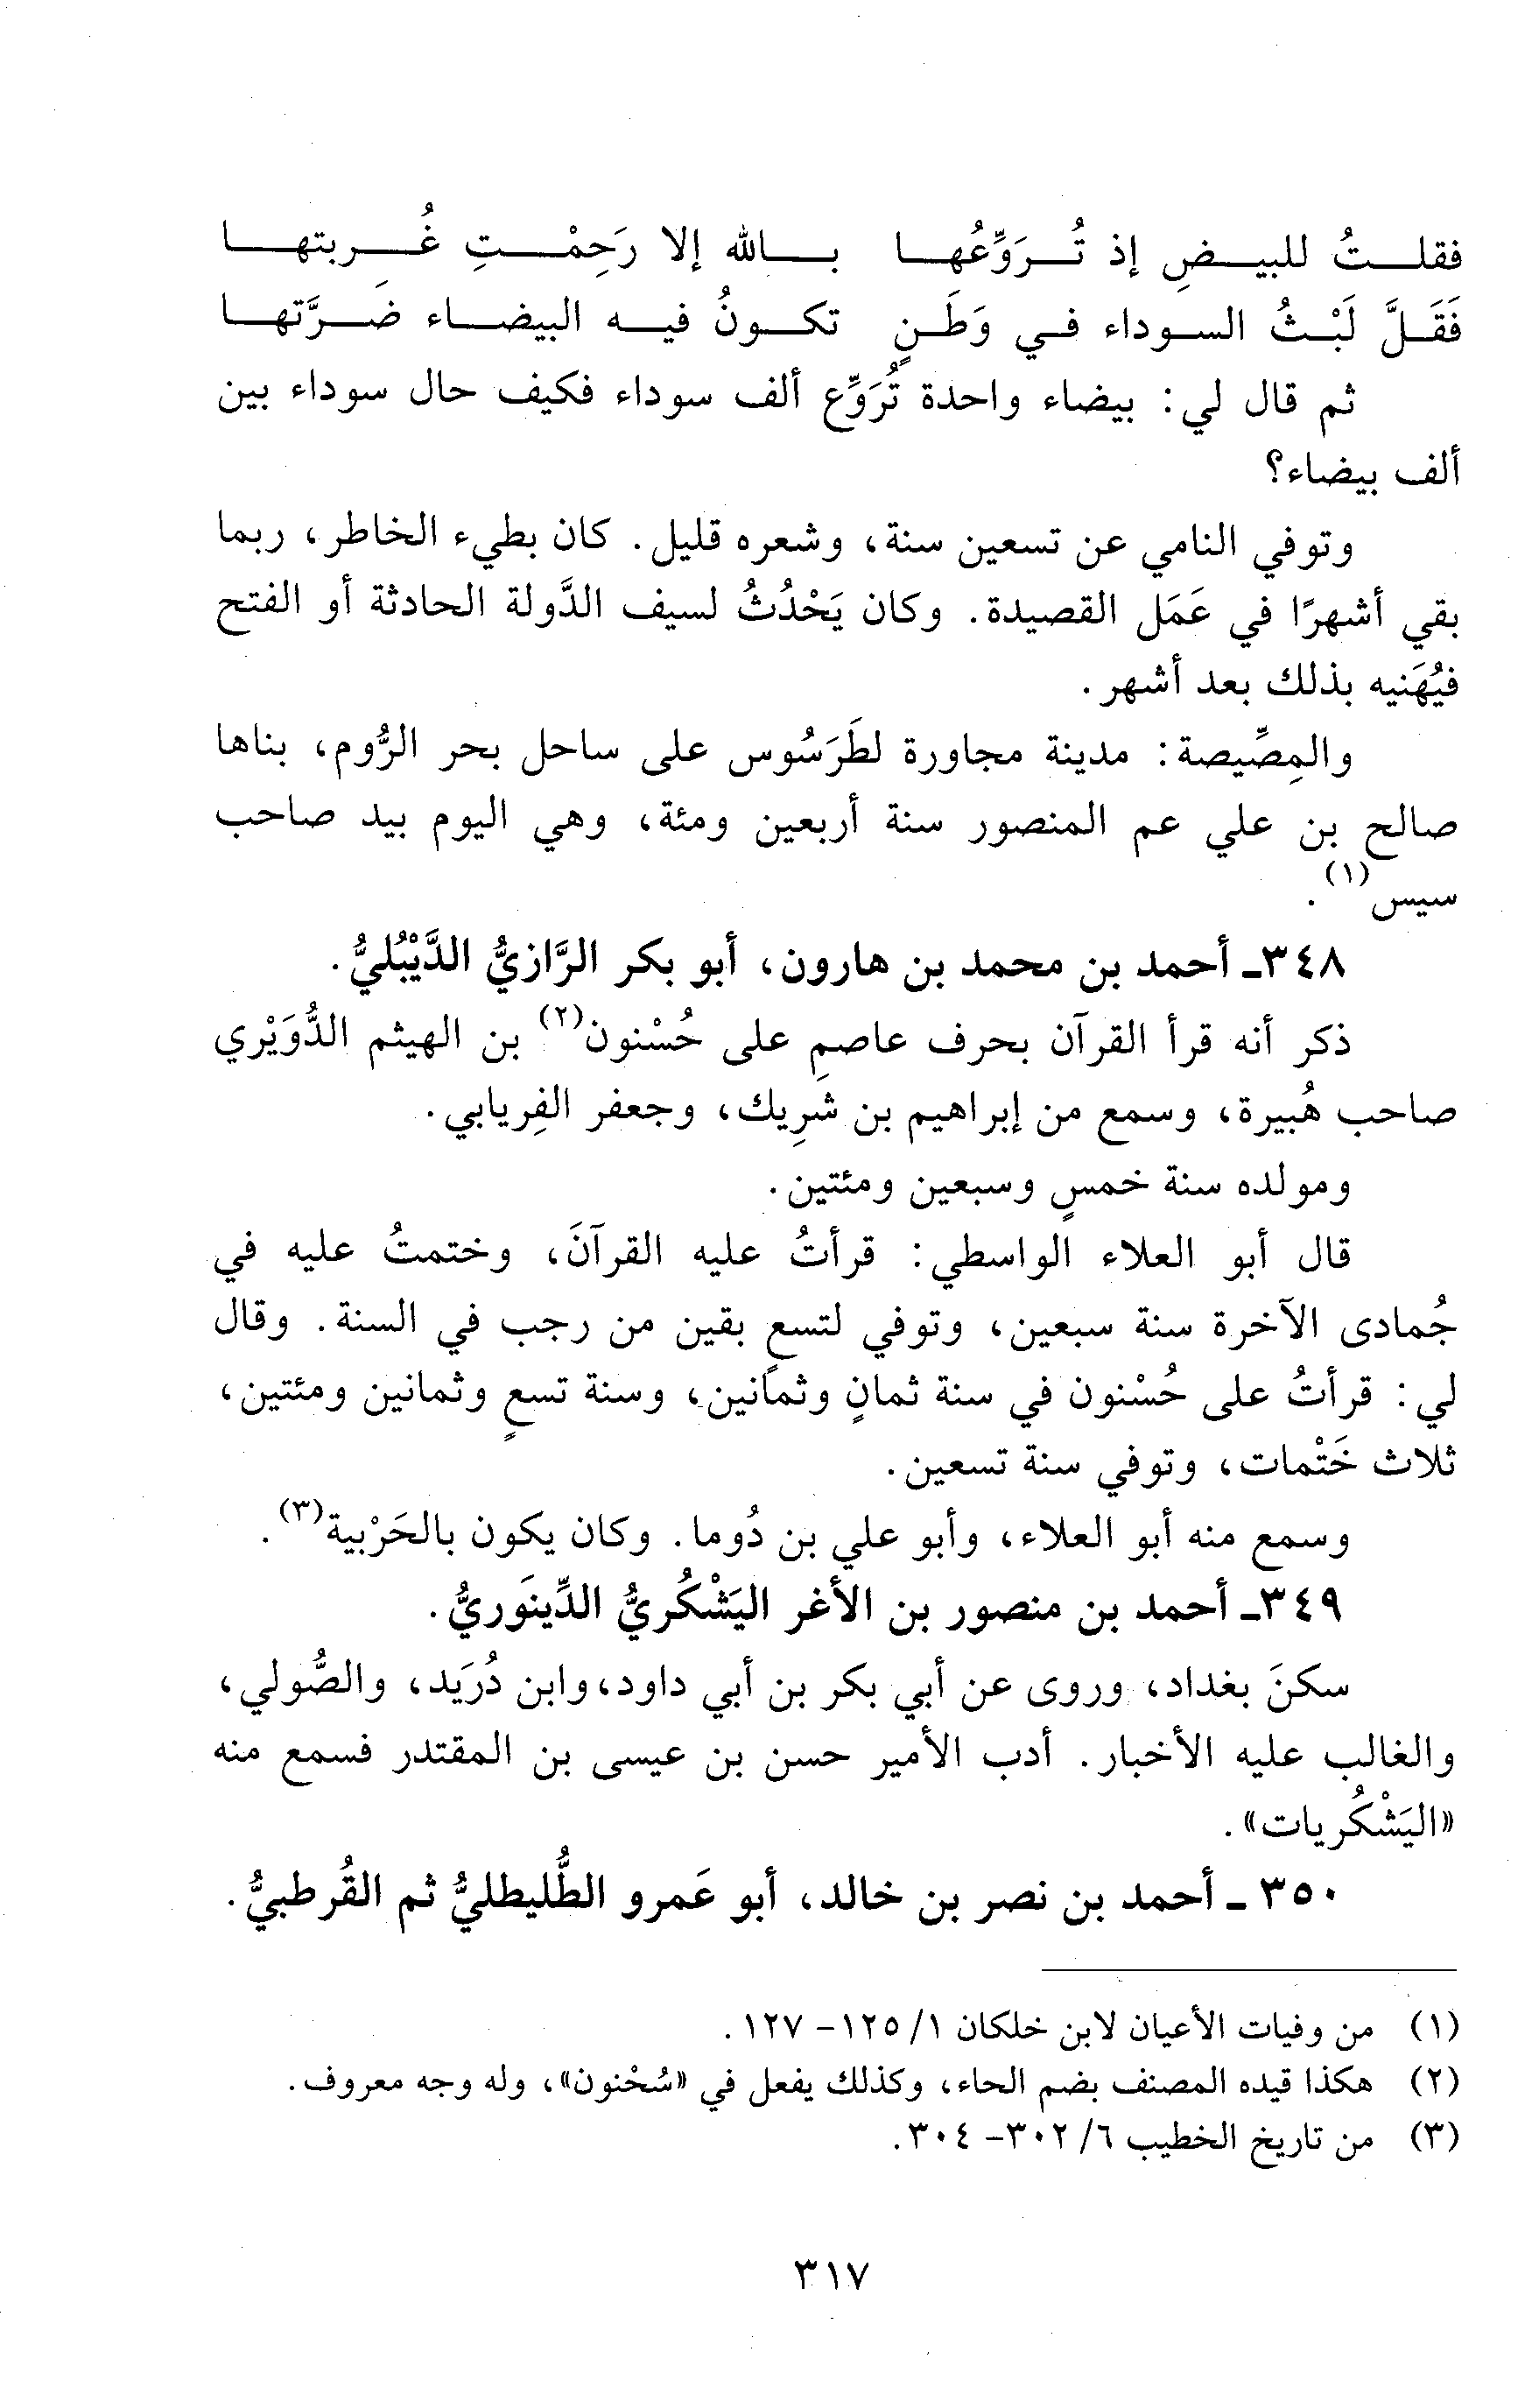 فقلتُ للبيضِ إذ تُرَوِّعُها بالله إلا رَحِمْتِ غُربتها
فَقَلَّ لَبْثُ السوداء في وَطَنٍ تكونُ فيه البيضاء ضَرَّتها
ثم قال لي: بيضاء واحدة تُرَوِّع ألف سوداء فكيف حال سوداء بين
ألف بيضاء؟
وتوفي النامي عن تسعين سنة، وشعره قليل. كان بطيء الخاطر، ربما
بقي أشهرًا في عَمَل القصيدة. وكان يَحْدُثُ لسيف الدَّولة الحادثة أو الفتح
فيُهَنيه بذلك بعد أشهر.
والمِصِّيصة: مدينة مجاورة لطَرَسُوس على ساحل بحر الرُّوم، بناها
صالح بن علي عم المنصور سنة أربعين ومئة، وهي اليوم بيد صاحب
سيس(١).
٣٤٨ـ أحمد بن محمد بن هارون، أبو بكر الرَّازيُّ الدَّيْبُليُّ.
ذكر أنه قرأ القرآن بحرف عاصمِ على حُسْنون(٢) بن الهيثم الدُّوَيْري
صاحب هُبيرة، وسمع من إبراهيم بن شَرِيك، وجعفر الفِريابي.
ومولده سنة خمسٍ وسبعين ومئتين.
قال أبو العلاء الواسطي: قرأتُ عليه القرآنَ، وختمتُ عليه في
جُمادى الآخرة سنة سبعين، وتوفي لتسعٍ بقين من رجب في السنة. وقال
لي: قرأتُ على حُسْنون في سنة ثمانٍ وثمانين، وسنة تسعٍ وثمانين ومئتين،
ثلاث خَتْمات، وتوفي سنة تسعين.
وسمع منه أبو العلاء، وأبو علي بن دُوما. وكان يكون بالحَرْبية(٣).
٣٤٩ـ أحمد بن منصور بن الأغر اليَشْكُريُّ الدِّينَوريُّ.
سكنَ بغداد، وروى عن أبي بكر بن أبي داود، وابن دُرَيد، والصُّولي،
والغالب عليه الأخبار. أدب الأمير حسن بن عيسى بن المقتدر فسمع منه
«اليَشْكُريات».
٣٥٠ ـ أحمد بن نصر بن خالد، أبو عَمرو الطُّليطليُّ ثم القُرطبيُّ.
(١) من وفيات الأعيان لابن خلكان ١/ ١٢٥- ١٢٧.
(٢) هكذا قيده المصنف بضم الحاء، وكذلك يفعل في «سُحْنون»، وله وجه معروف.
(٣) من تاريخ الخطيب ٦/ ٣٠٢- ٣٠٤.
٣١٧